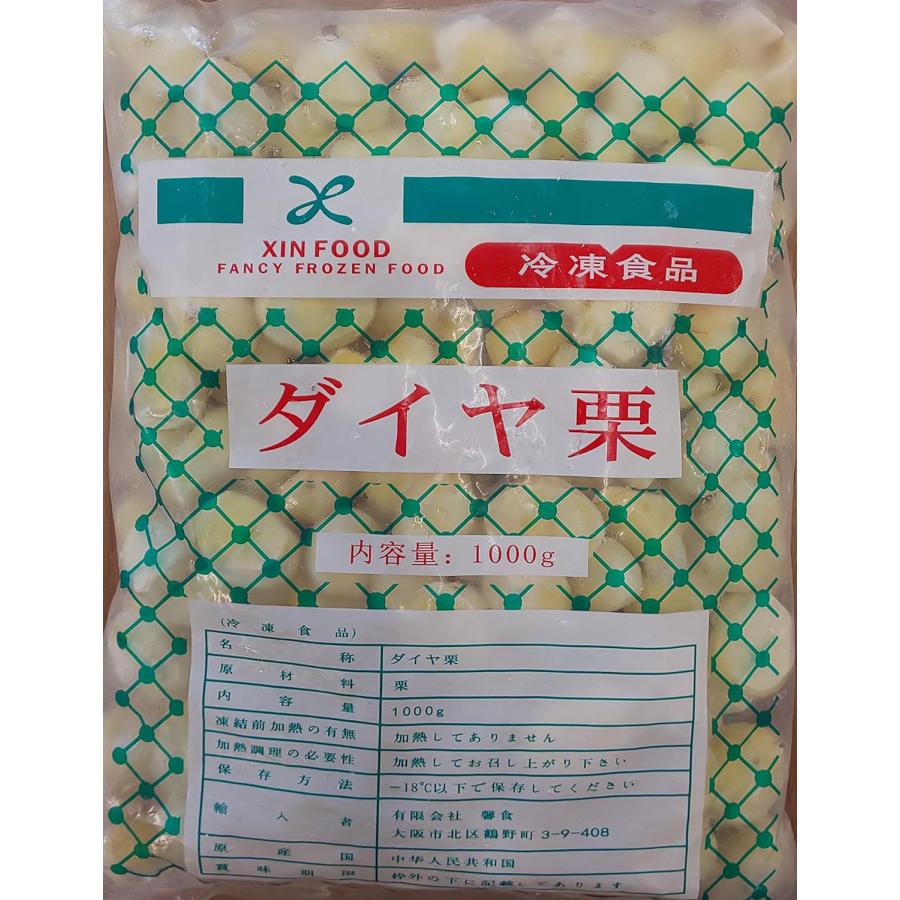 XIN FOOD
FANCY FROZEN FOOD
冷凍食品
ダイヤ栗
内容量：1000g
(冷凍食品)
名称 ダイヤ栗
原材料 栗
内容量 1000g
凍結前加熱の有無 加熱してありません
加熱調理の必要性 加熱してお召し上がり下さい
保存方法 －18℃以下で保存してください
輸入者 有限会社 馨食
大阪市北区鶴野町 3-9-408
原産国 中华人民共和国
賞味期限 枠外の下に記載してあります